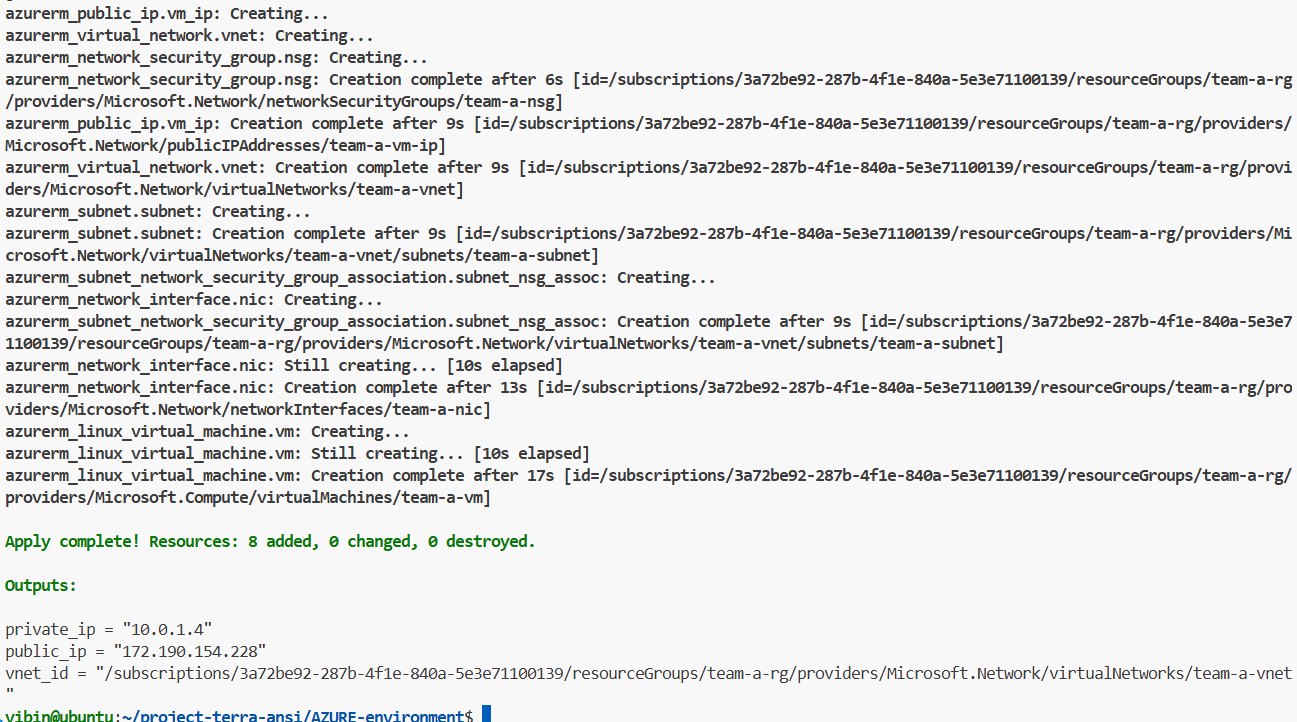 azurerm_public_ip.vm_ip: Creating...
azurerm_virtual_network.vnet: Creating...
azurerm_network_security_group.nsg: Creating...
azurerm_network_security_group.nsg: Creation complete after 6s [id=/subscriptions/3a72be92-287b-4f1e-840a-5e3e71100139/resourceGroups/team-a-rg
/providers/Microsoft.Network/networkSecurityGroups/team-a-nsg]
azurerm_public_ip.vm_ip: Creation complete after 9s [id=/subscriptions/3a72be92-287b-4f1e-840a-5e3e71100139/resourceGroups/team-a-rg/providers/
Microsoft.Network/publicIPAddresses/team-a-vm-ip]
azurerm_virtual_network.vnet: Creation complete after 9s [id=/subscriptions/3a72be92-287b-4f1e-840a-5e3e71100139/resourceGroups/team-a-rg/provi
ders/Microsoft.Network/virtualNetworks/team-a-vnet]
azurerm_subnet.subnet: Creating...
azurerm_subnet.subnet: Creation complete after 9s [id=/subscriptions/3a72be92-287b-4f1e-840a-5e3e71100139/resourceGroups/team-a-rg/providers/Mi
crosoft.Network/virtualNetworks/team-a-vnet/subnets/team-a-subnet]
azurerm_subnet_network_security_group_association.subnet_nsg_assoc: Creating...
azurerm_network_interface.nic: Creating...
azurerm_subnet_network_security_group_association.subnet_nsg_assoc: Creation complete after 9s [id=/subscriptions/3a72be92-287b-4f1e-840a-5e3e7
1100139/resourceGroups/team-a-rg/providers/Microsoft.Network/virtualNetworks/team-a-vnet/subnets/team-a-subnet]
azurerm_network_interface.nic: Still creating... [10s elapsed]
azurerm_network_interface.nic: Creation complete after 13s [id=/subscriptions/3a72be92-287b-4f1e-840a-5e3e71100139/resourceGroups/team-a-rg/pro
viders/Microsoft.Network/networkInterfaces/team-a-nic]
azurerm_linux_virtual_machine.vm: Creating...
azurerm_linux_virtual_machine.vm: Still creating... [10s elapsed]
azurerm_linux_virtual_machine.vm: Creation complete after 17s [id=/subscriptions/3a72be92-287b-4f1e-840a-5e3e71100139/resourceGroups/team-a-rg/
providers/Microsoft.Compute/virtualMachines/team-a-vm]
Apply complete! Resources: 8 added, 0 changed, 0 destroyed.
Outputs:
private_ip = "10.0.1.4"
public_ip = "172.190.154.228"
vnet_id = "/subscriptions/3a72be92-287b-4f1e-840a-5e3e71100139/resourceGroups/team-a-rg/providers/Microsoft.Network/virtualNetworks/team-a-vnet
"
vibin@ubuntu:~/project-terra-ansi/AZURE-environment$